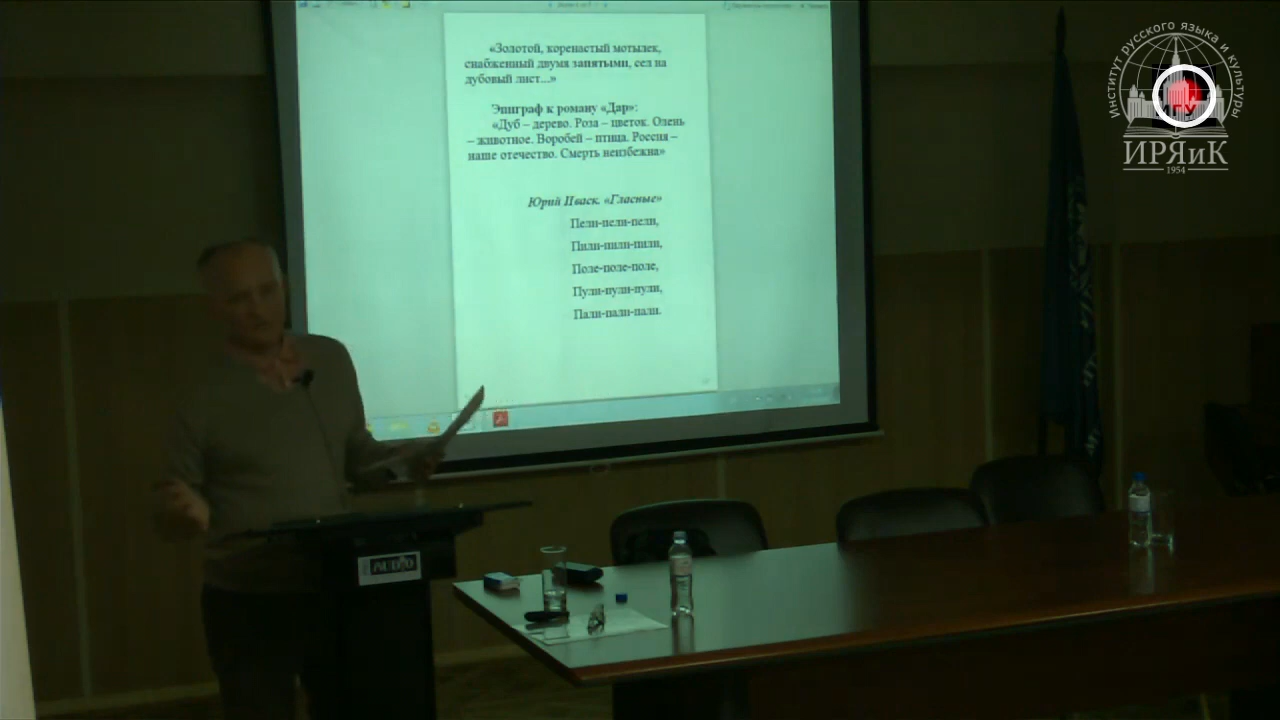 «Золотой, коренастый мотылек,
снабженный двумя запятыми, сел на
дубовый лист...»
Эпиграф к роману «Дар»:
«Дуб – дерево. Роза – цветок. Олень
– животное. Воробей – птица. Россия –
наше отечество. Смерть неизбежна»
Юрий Иваск. «Гласные»
Пели-пели-пели,
Пили-пили-пили,
Поле-поле-поле,
Пули-пули-пули,
Пали-пали-пали.
Институт русского языка и культуры
МГУ
ИРЯиК
1954
AUDIO